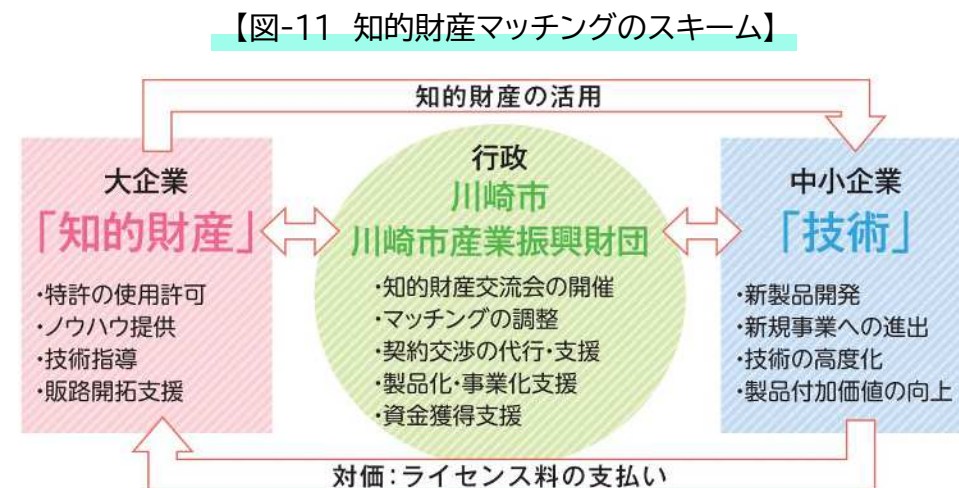 【図-11 知的財産マッチングのスキーム】
知的財産の活用
大企業
「知的財産」
・特許の使用許可
・ノウハウ提供
・技術指導
・販路開拓支援
行政
川崎市
川崎市産業振興財団
・知的財産交流会の開催
・マッチングの調整
・契約交渉の代行・支援
・製品化・事業化支援
・資金獲得支援
中小企業
「技術」
・新製品開発
・新規事業への進出
・技術の高度化
・製品付加価値の向上
対価：ライセンス料の支払い